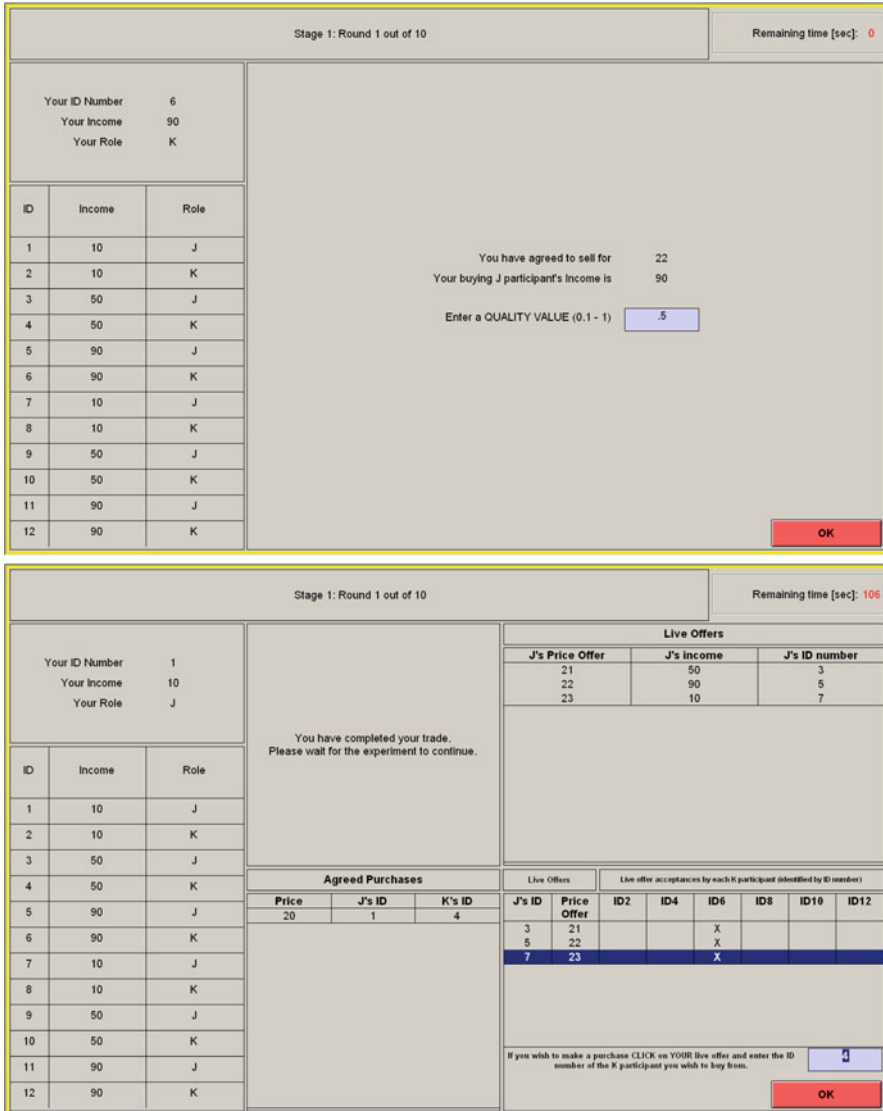 Stage 1: Round 1 out of 10
Remaining time [sec]: 0
Your ID Number 6
Your Income 90
Your Role K
ID Income Role
1 10 J
2 10 K
3 50 J
4 50 K
5 90 J
6 90 K
7 10 J
8 10 K
9 50 J
10 50 K
11 90 J
12 90 K
You have agreed to sell for 22
Your buying J participant's Income is 90
Enter a QUALITY VALUE (0.1 - 1) .5
OK
Stage 1: Round 1 out of 10
Remaining time [sec]: 106
Your ID Number 1
Your Income 10
Your Role J
ID Income Role
1 10 J
2 10 K
3 50 J
4 50 K
5 90 J
6 90 K
7 10 J
8 10 K
9 50 J
10 50 K
11 90 J
12 90 K
You have completed your trade.
Please wait for the experiment to continue.
Live Offers
J's Price Offer J's income J's ID number
21 50 3
22 90 5
23 10 7
Agreed Purchases
Price J's ID K's ID
20 1 4
Live Offers
Live offer acceptances by each K participant (identified by ID number)
J's ID Price Offer ID2 ID4 ID6 ID8 ID10 ID12
3 21 X
5 22 X
7 23 X
If you wish to make a purchase CLICK on YOUR live offer and enter the ID
number of the K participant you wish to buy from.
4
OK